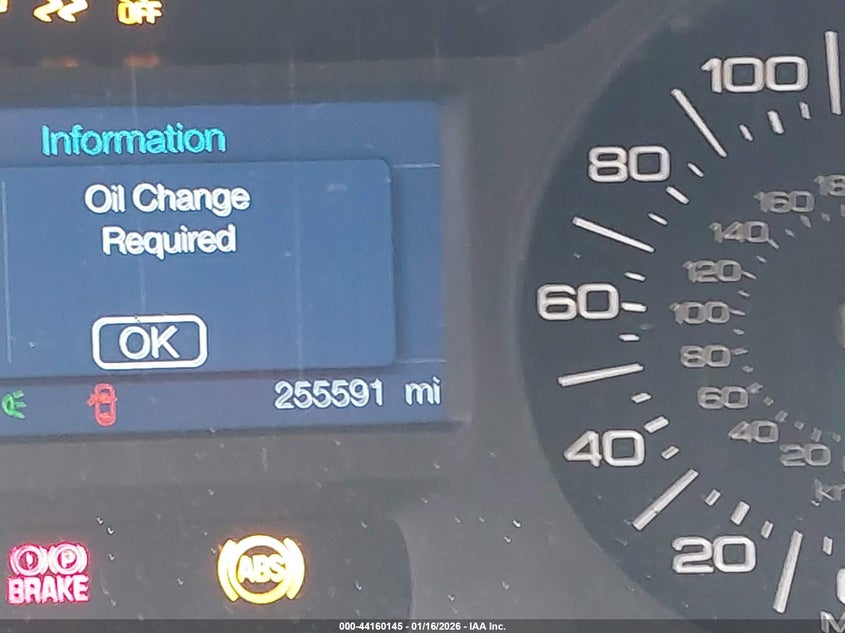 OFF
Information
Oil Change
Required
OK
255591 mi
BRAKE
ABS
100
80
60
40
20
160
140
120
100
80
60
40
20
000-44160145 - 01/16/2026 - IAA Inc.